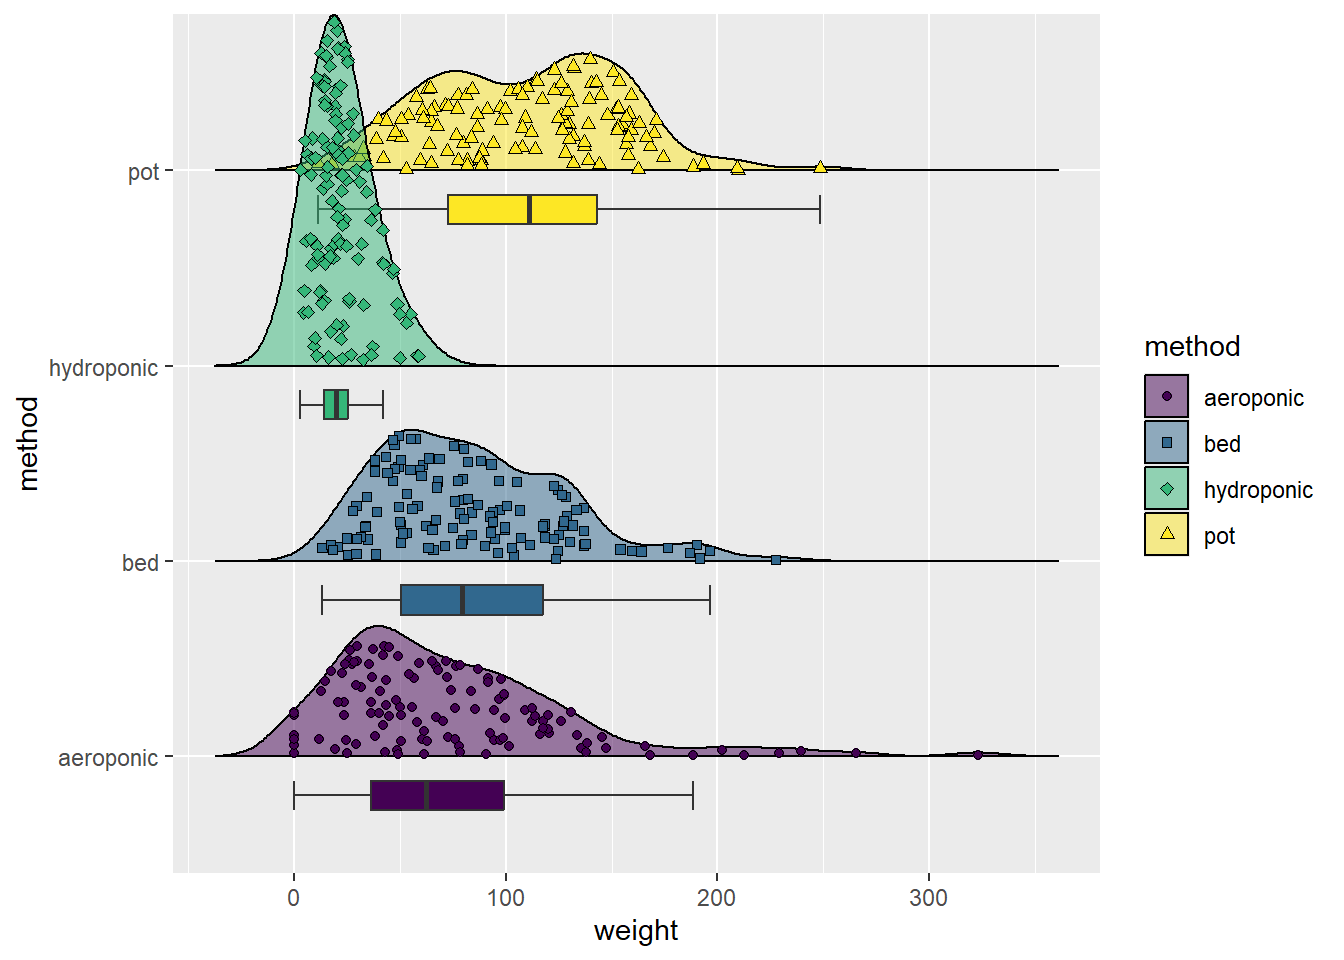 pot
hydroponic
bed
aeroponic
method
0
100
200
300
weight
method
aeroponic
bed
hydroponic
pot